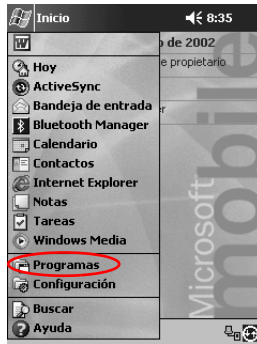 Inicio 8:35
o de 2002
Hoy
e propietario
ActiveSync
Bandeja de entrada
Bluetooth Manager
Calendario
Contactos
Internet Explorer
Notas
Tareas
Windows Media
Programas
Configuración
Buscar
Ayuda
Microsoft
mobile